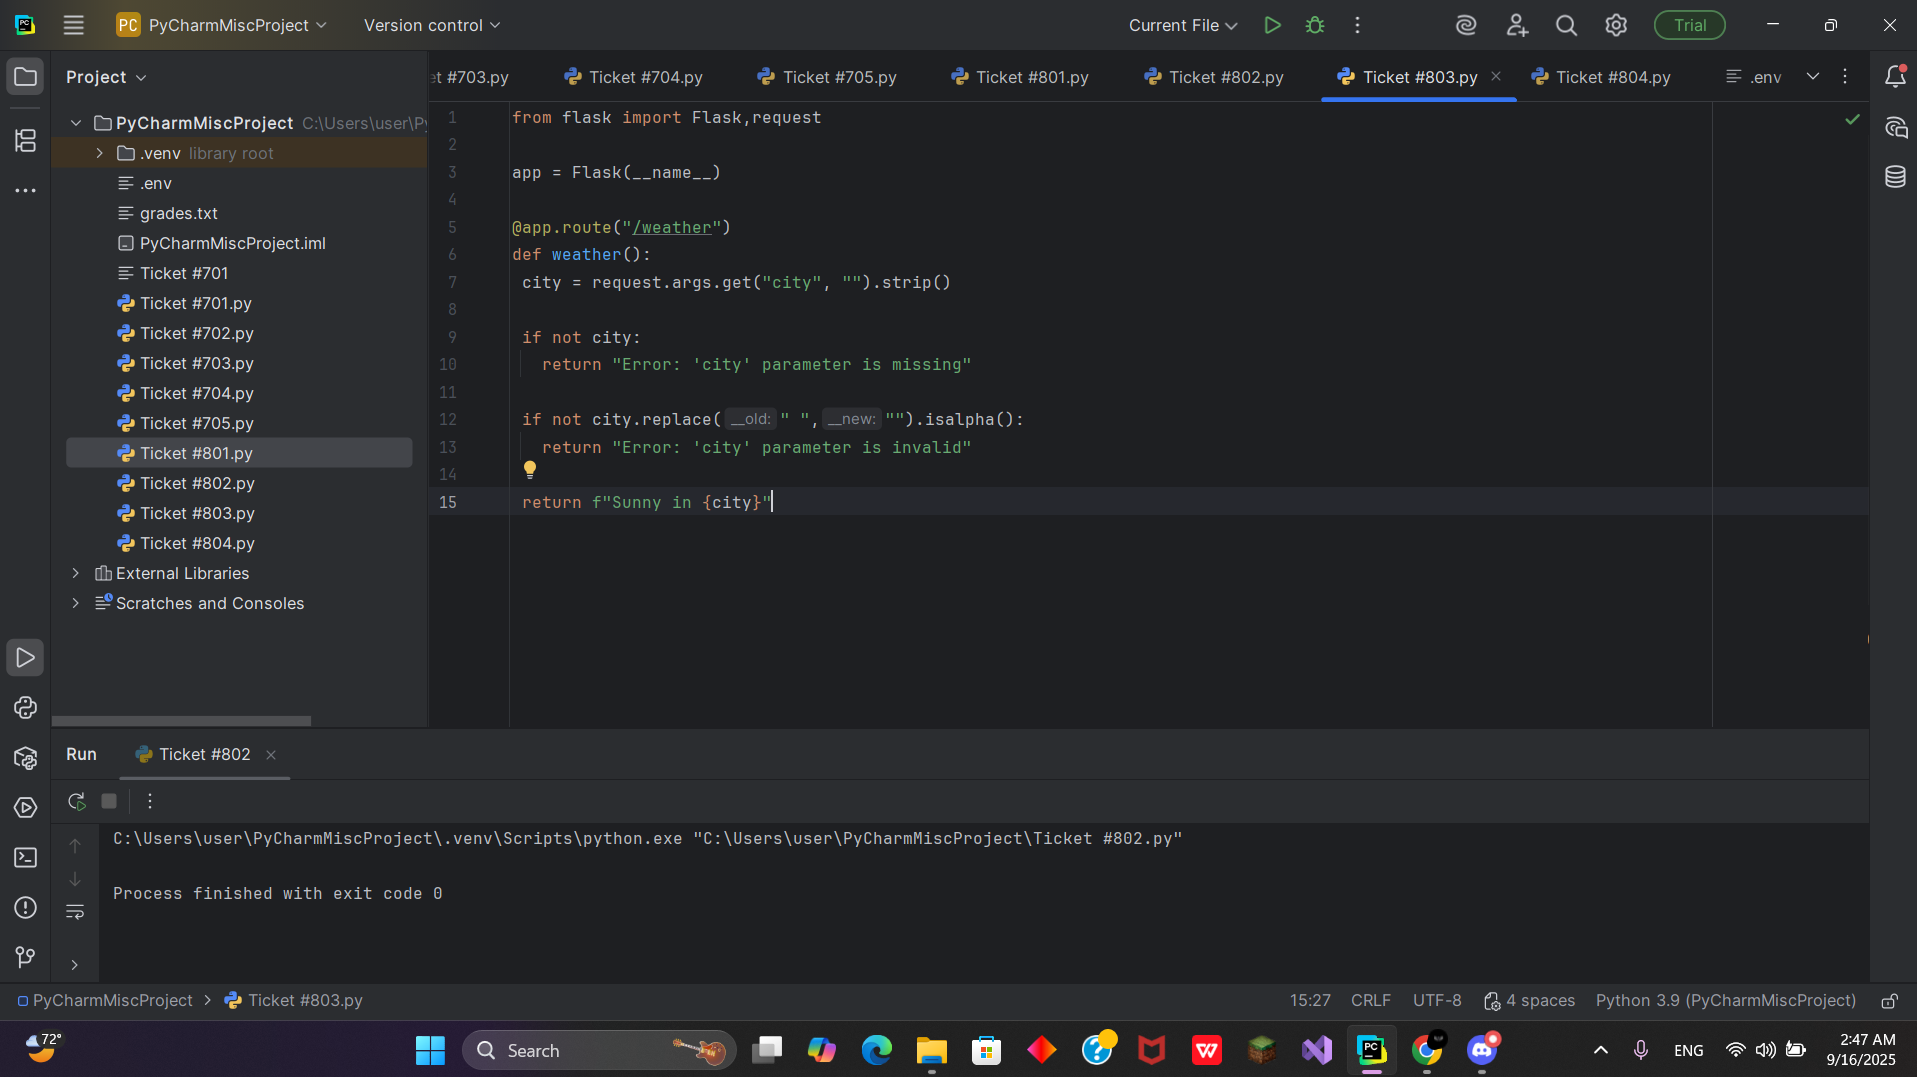 PC PyCharmMiscProject Version control Current File Trial
Project
et #703.py Ticket #704.py Ticket #705.py Ticket #801.py Ticket #802.py Ticket #803.py Ticket #804.py .env
PyCharmMiscProject C:\Users\user\Py
.venv library root
.env
grades.txt
PyCharmMiscProject.iml
Ticket #701
Ticket #701.py
Ticket #702.py
Ticket #703.py
Ticket #704.py
Ticket #705.py
Ticket #801.py
Ticket #802.py
Ticket #803.py
Ticket #804.py
External Libraries
Scratches and Consoles
1 from flask import Flask,request
2
3 app = Flask(__name__)
4
5 @app.route("/weather")
6 def weather():
7 city = request.args.get("city", "").strip()
8
9 if not city:
10 return "Error: 'city' parameter is missing"
11
12 if not city.replace( __old: " ", __new: "").isalpha():
13 return "Error: 'city' parameter is invalid"
14
15 return f"Sunny in {city}"
Run Ticket #802
C:\Users\user\PyCharmMiscProject\.venv\Scripts\python.exe "C:\Users\user\PyCharmMiscProject\Ticket #802.py"
Process finished with exit code 0
PyCharmMiscProject > Ticket #803.py 15:27 CRLF UTF-8 4 spaces Python 3.9 (PyCharmMiscProject)
72° Search ENG 2:47 AM
9/16/2025